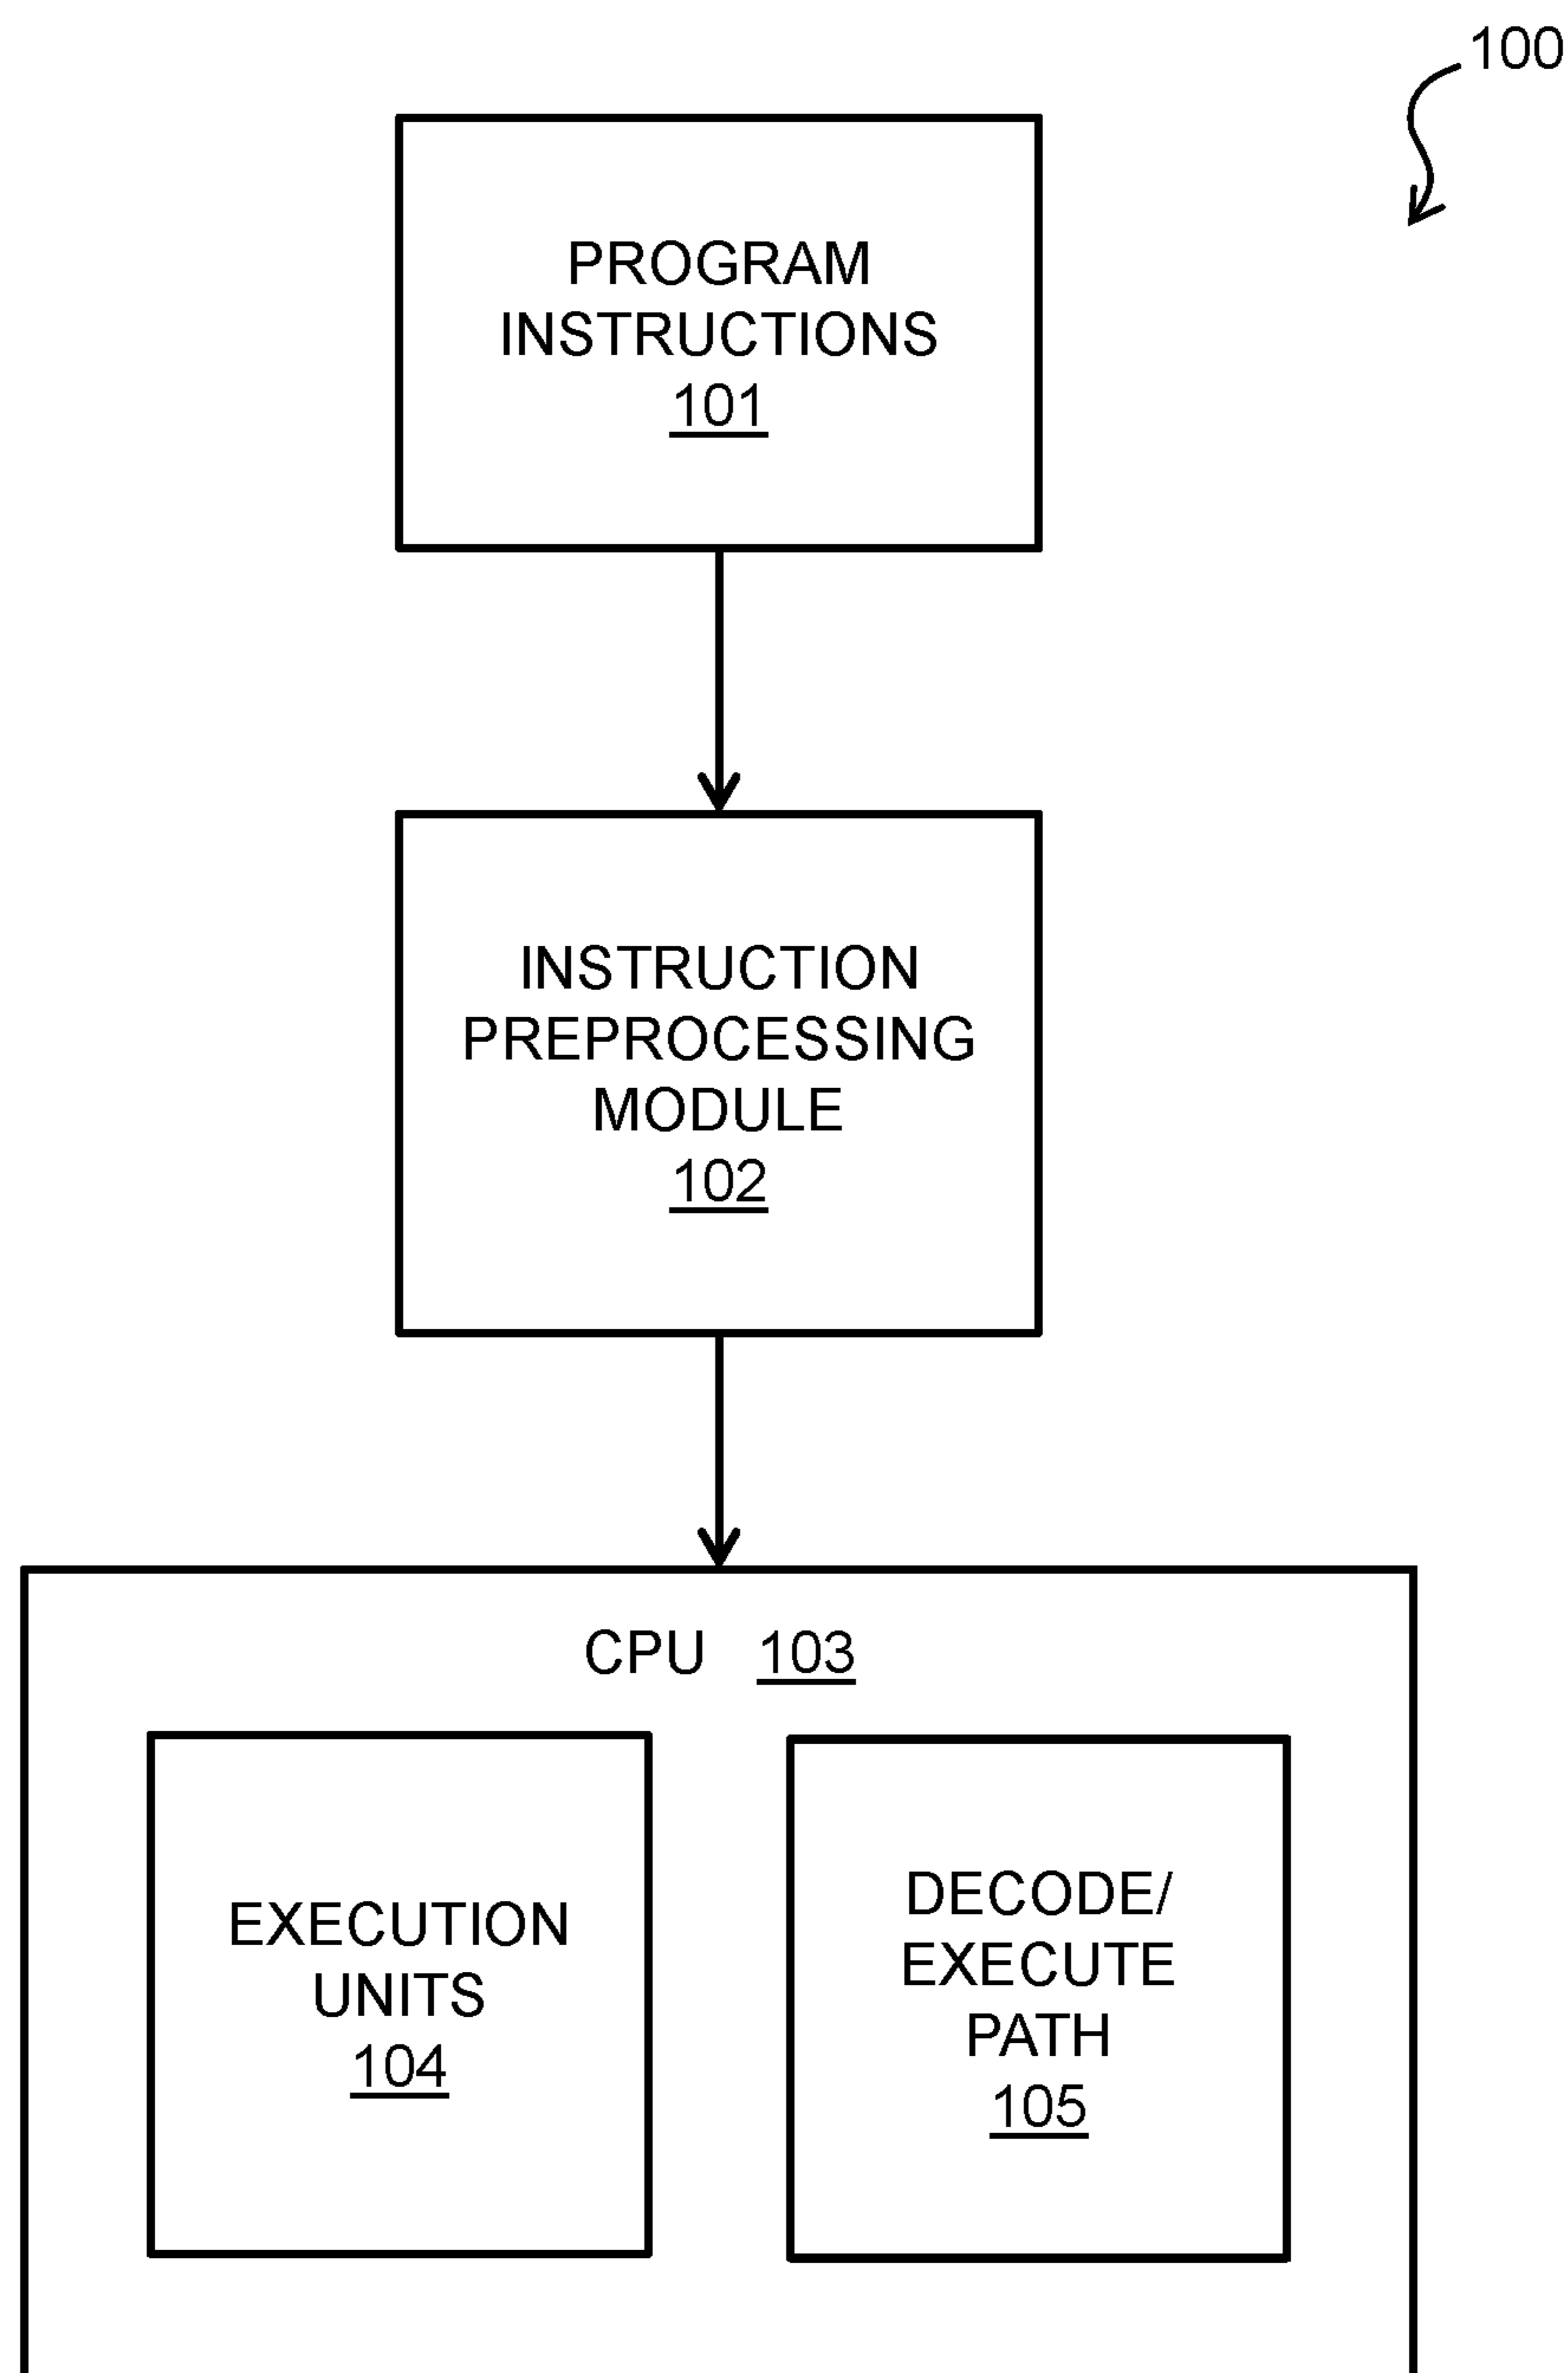 100
PROGRAM
INSTRUCTIONS
101
INSTRUCTION
PREPROCESSING
MODULE
102
CPU 103
EXECUTION
UNITS
104
DECODE/
EXECUTE
PATH
105